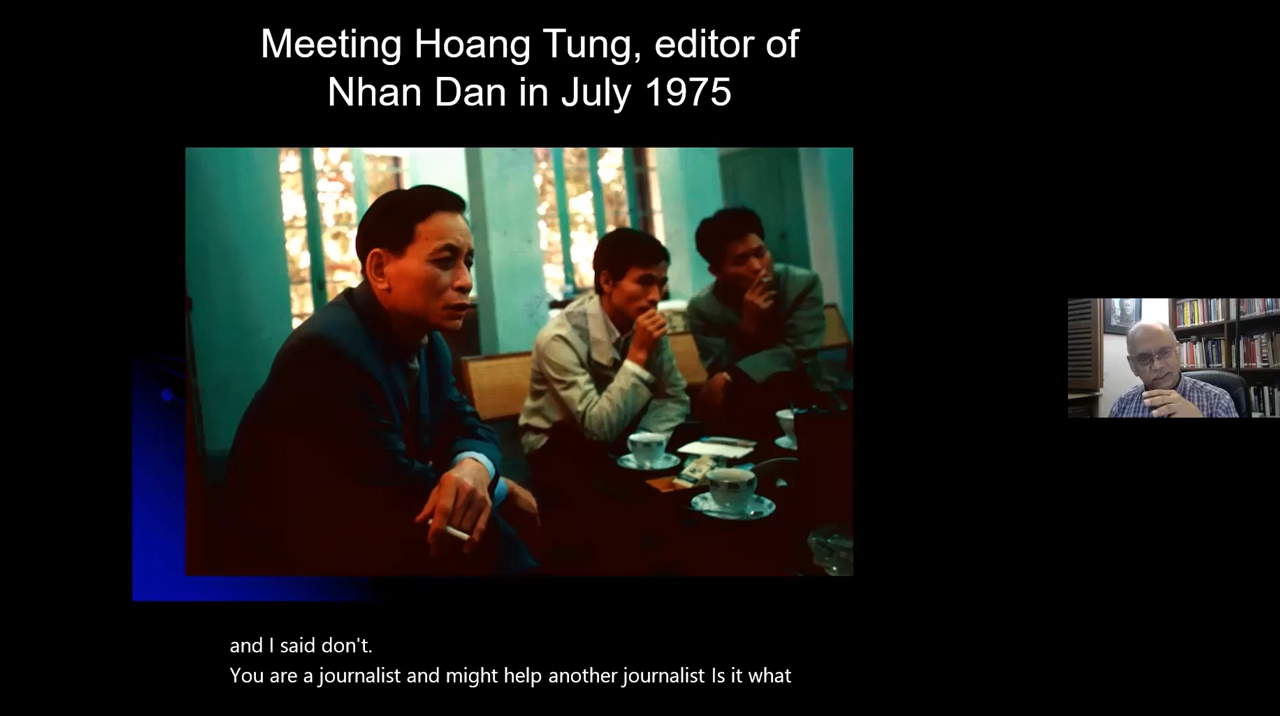 Meeting Hoang Tung, editor of
Nhan Dan in July 1975
and I said don't.
You are a journalist and might help another journalist Is it what